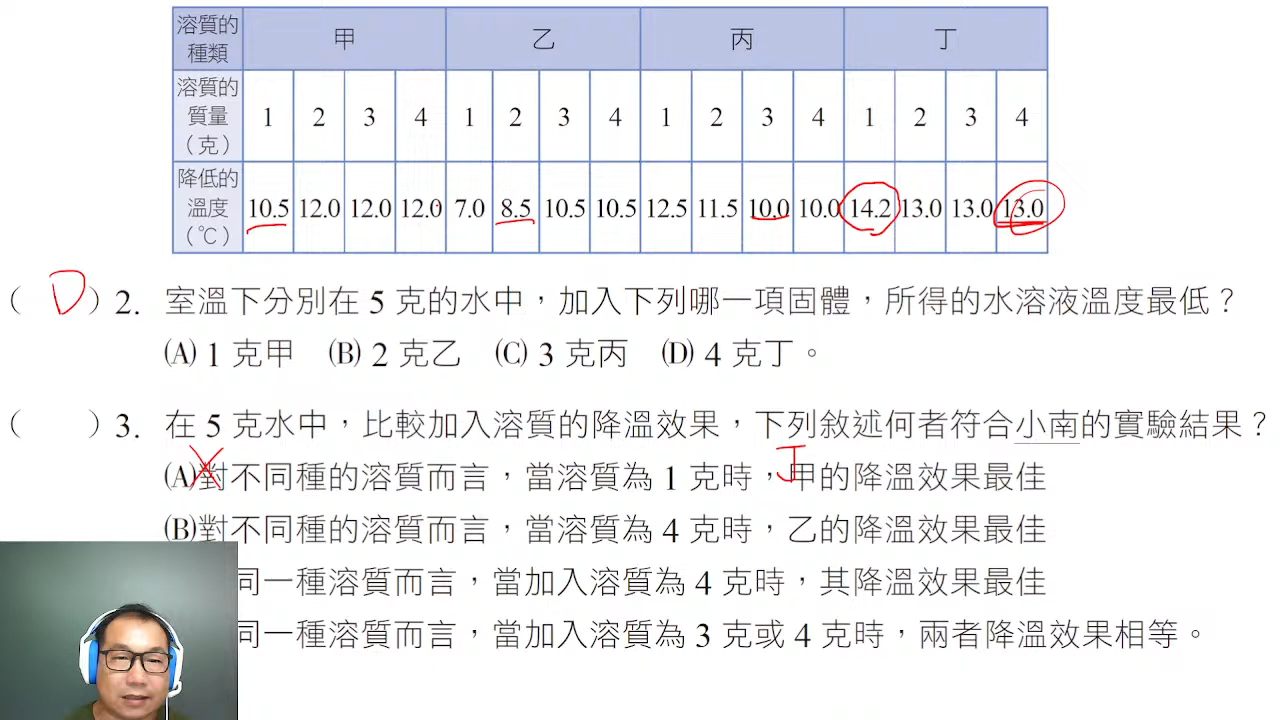 溶質的種類 甲 乙 丙 丁
溶質的質量（克） 1 2 3 4 1 2 3 4 1 2 3 4 1 2 3 4
降低的溫度（℃） 10.5 12.0 12.0 12.0 7.0 8.5 10.5 10.5 12.5 11.5 10.0 10.0 14.2 13.0 13.0 13.0
（ D ）2. 室溫下分別在 5 克的水中，加入下列哪一項固體，所得的水溶液溫度最低？
(A) 1 克甲 (B) 2 克乙 (C) 3 克丙 (D) 4 克丁。
（ ）3. 在 5 克水中，比較加入溶質的降溫效果，下列敘述何者符合小南的實驗結果？
丁
(A)對不同種的溶質而言，當溶質為 1 克時，甲的降溫效果最佳
(B)對不同種的溶質而言，當溶質為 4 克時，乙的降溫效果最佳
同一種溶質而言，當加入溶質為 4 克時，其降溫效果最佳
同一種溶質而言，當加入溶質為 3 克或 4 克時，兩者降溫效果相等。